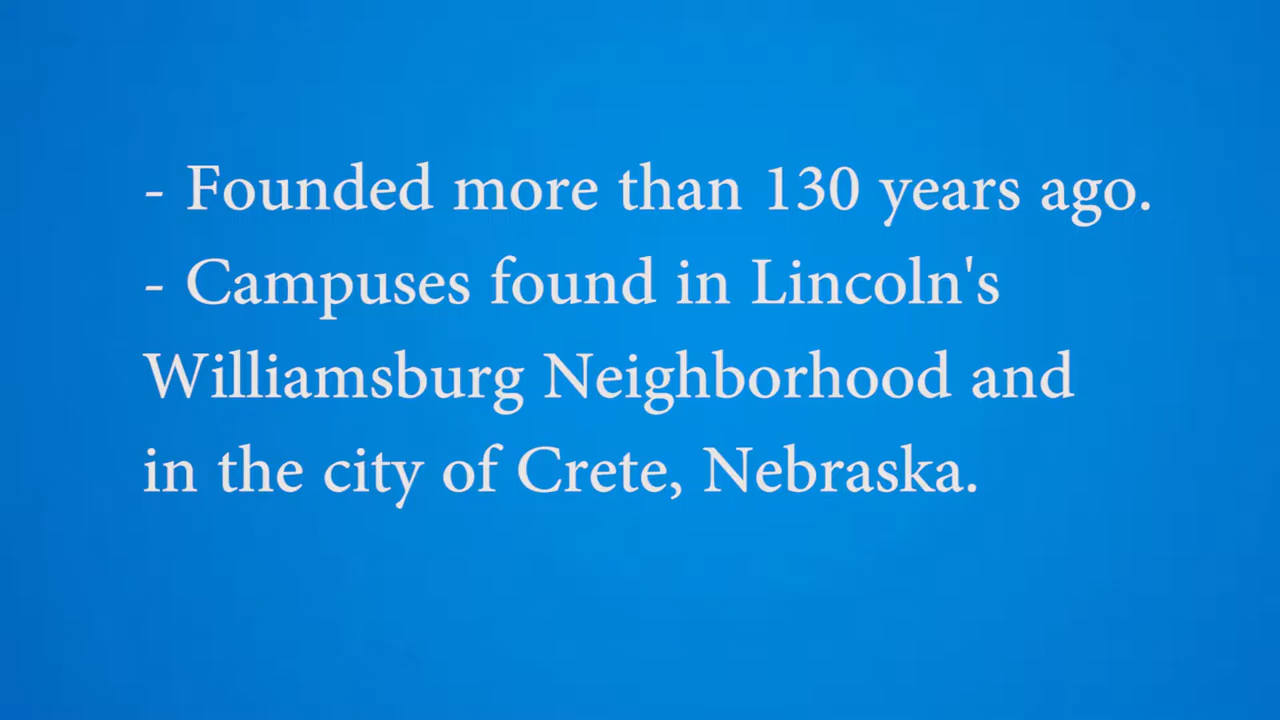 - Founded more than 130 years ago.
- Campuses found in Lincoln's
Williamsburg Neighborhood and
in the city of Crete, Nebraska.